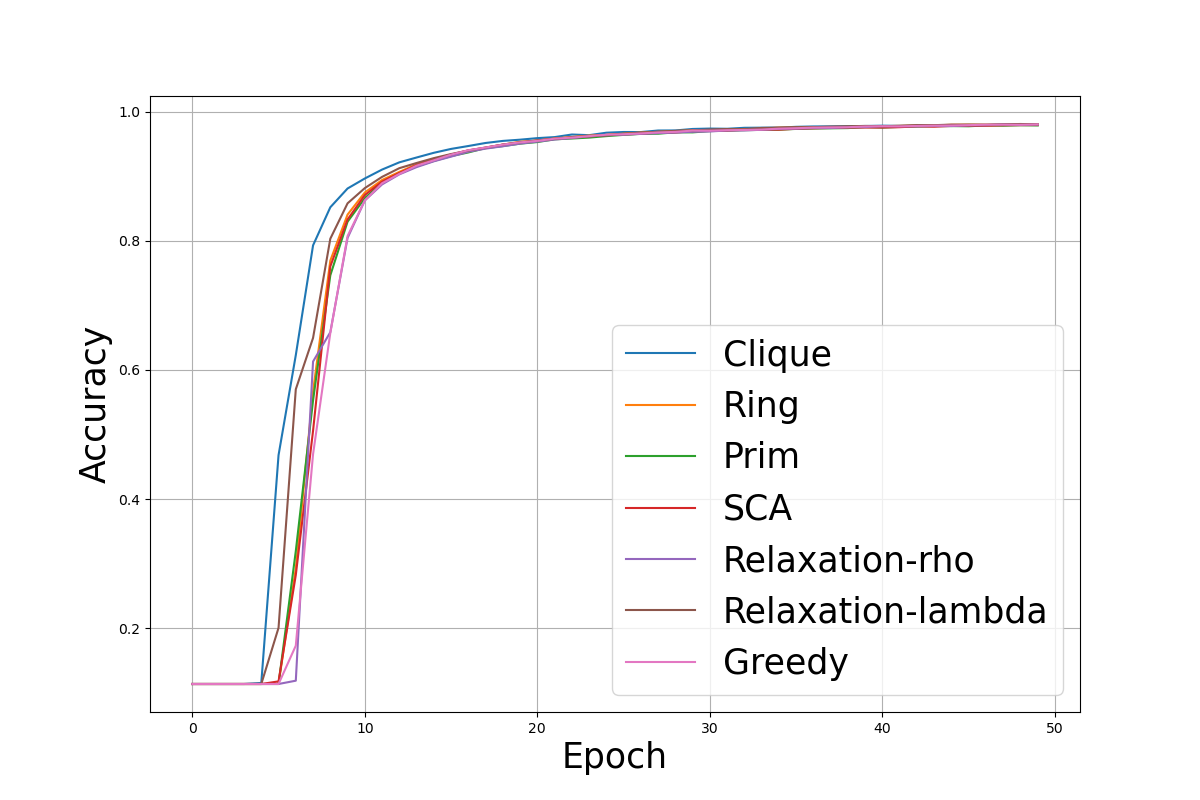 1.0
0.8
0.6
0.4
0.2
Accuracy
Clique
Ring
Prim
SCA
Relaxation-rho
Relaxation-lambda
Greedy
0 10 20 30 40 50
Epoch